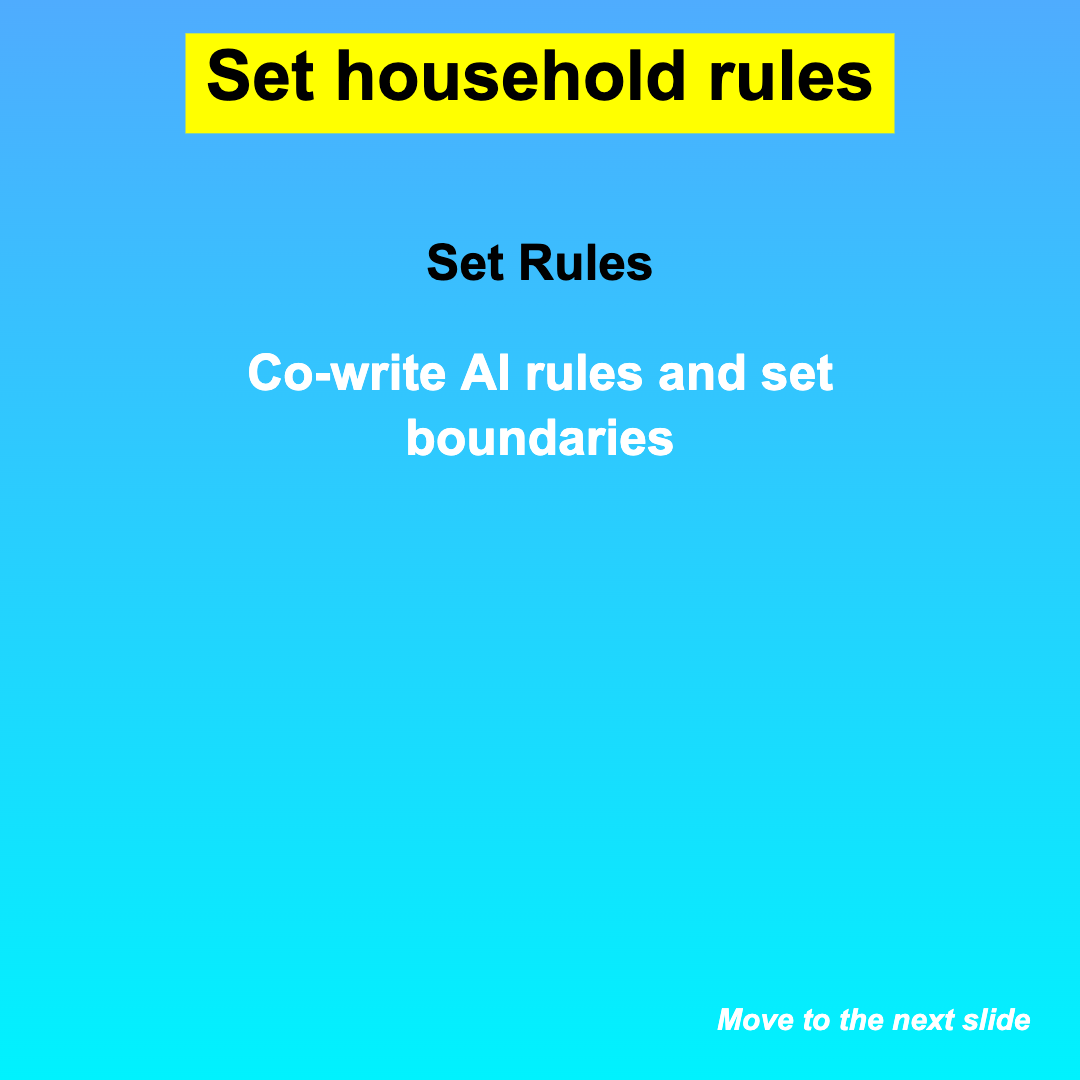 Set household rules
Set Rules
Co-write AI rules and set
boundaries
Move to the next slide